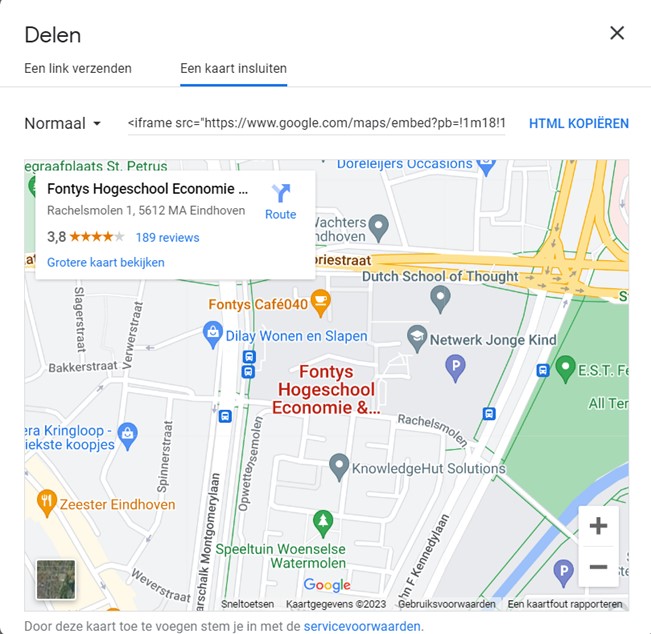 Delen
Een link verzenden
Een kaart insluiten
Normaal
<iframe src="https://www.google.com/maps/embed?pb=!1m18!1
HTML KOPIËREN
egraafplaats St. Petrus
Doreleijers Occasions
Fontys Hogeschool Economie ...
Rachelsmolen 1, 5612 MA Eindhoven
Route
3,8
189 reviews
Grotere kaart bekijken
Wachters
ndhoven
oriestraat
Dutch School of Thought
Fontys Café040
Slagerstraat
Verwerstraat
Dilay Wonen en Slapen
Netwerk Jonge Kind
P
Bakkerstraat
Fontys
Hogeschool
Economie &...
E.S.T. Fe
All Ter
era Kringloop -
iekste koopjes
Spinnerstraat
Opwettensemolen
Rachelsmolen
KnowledgeHut Solutions
Zeester Eindhoven
arschalk Montgomerylaan
Speeltuin Woenselse
Watermolen
hn F Kennedylaan
Weverstraat
P
Ste
Google
Sneltoetsen
Kaartgegevens ©2023
Gebruiksvoorwaarden
Een kaartfout rapporteren
Door deze kaart toe te voegen stem je in met de servicevoorwaarden.